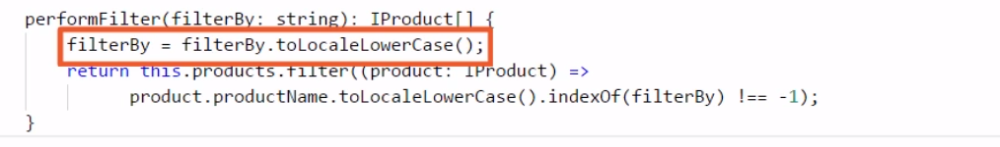 performFilter(filterBy: string): IProduct[] {
filterBy = filterBy.toLocaleLowerCase();
return this.products.filter((product: IProduct) =>
product.productName.toLocaleLowerCase().indexOf(filterBy) !== -1);
}